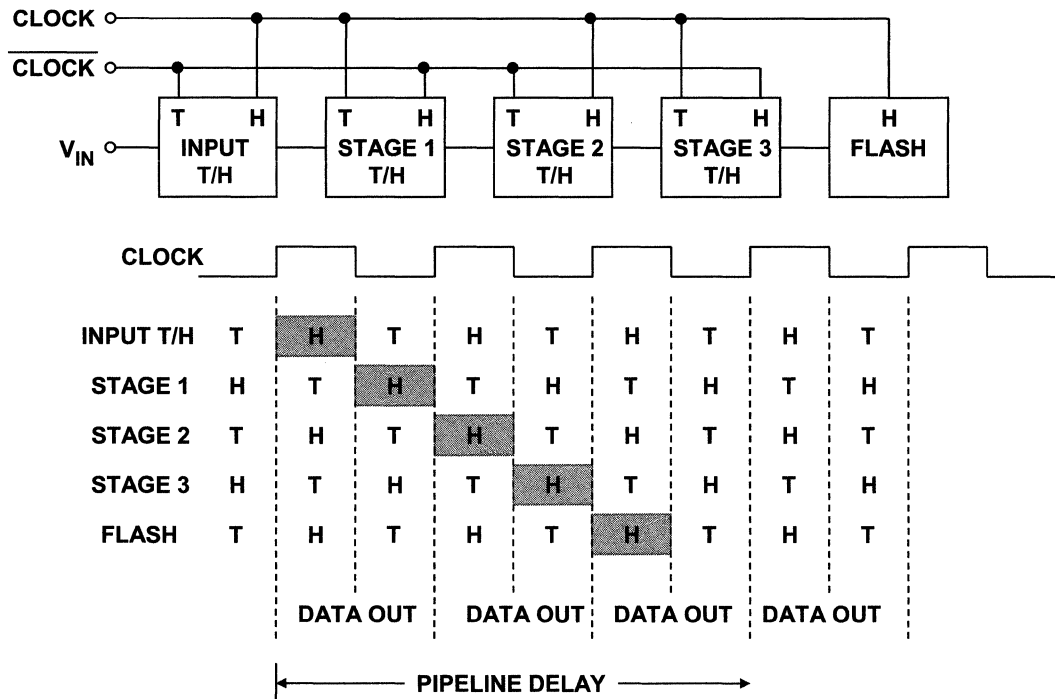 CLOCK
CLOCK
T H T H T H T H H
V_IN INPUT T/H STAGE 1 T/H STAGE 2 T/H STAGE 3 T/H FLASH
CLOCK
INPUT T/H T H T H T H T H T
STAGE 1 H T H T H T H T H
STAGE 2 T H T H T H T H T
STAGE 3 H T H T H T H T H
FLASH T H T H T H T H T
DATA OUT DATA OUT DATA OUT DATA OUT
PIPELINE DELAY